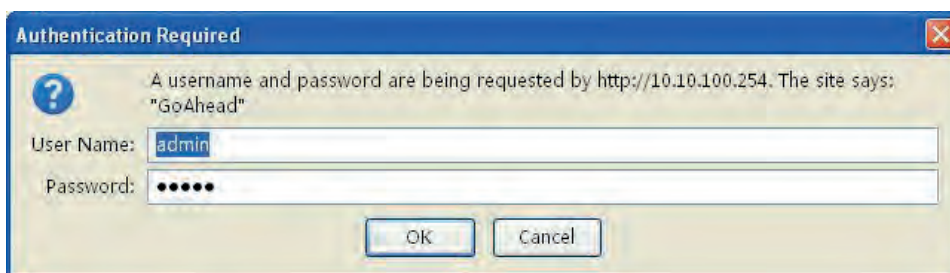 Authentication Required
A username and password are being requested by http://10.10.100.254. The site says:
"GoAhead"
User Name: admin
Password: •••••
OK Cancel